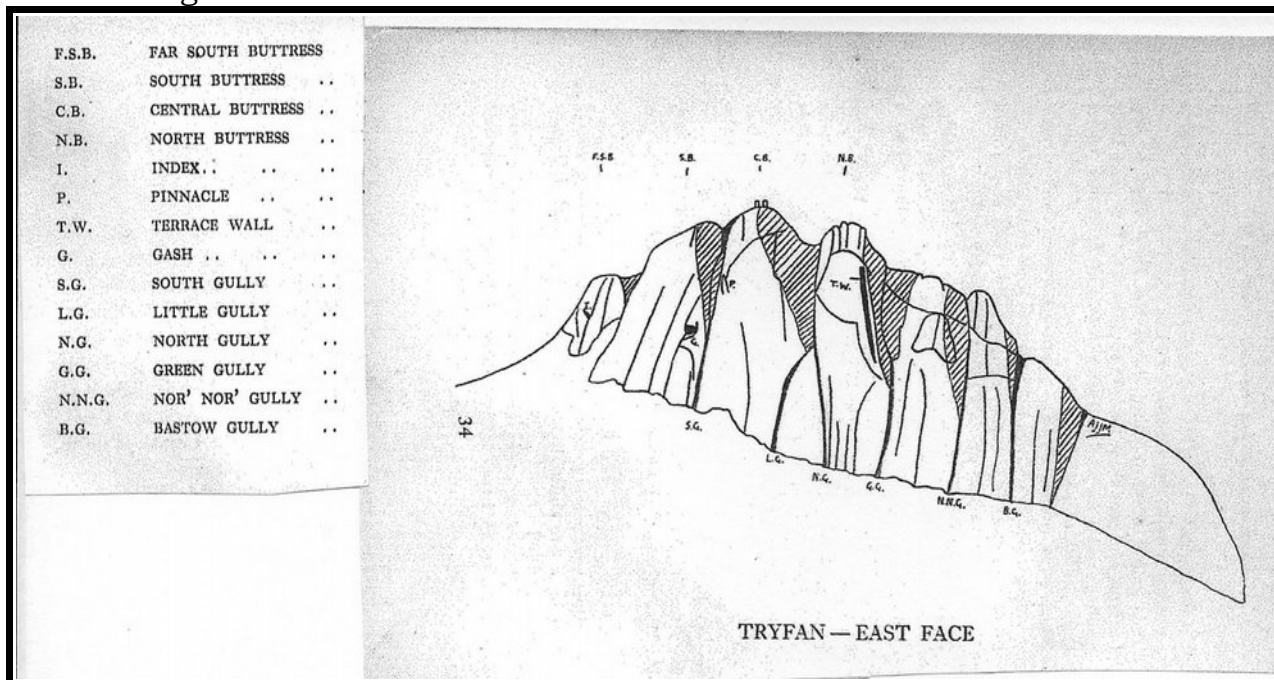 F.S.B. FAR SOUTH BUTTRESS
S.B. SOUTH BUTTRESS ..
C.B. CENTRAL BUTTRESS ..
N.B. NORTH BUTTRESS ..
I. INDEX.. .. ..
P. PINNACLE .. ..
T.W. TERRACE WALL ..
G. GASH .. .. ..
S.G. SOUTH GULLY ..
L.G. LITTLE GULLY ..
N.G. NORTH GULLY ..
G.G. GREEN GULLY ..
N.N.G. NOR' NOR' GULLY ..
B.G. BASTOW GULLY ..
F.S.B. S.B. C.B. N.B.
P. T.W.
I.
G.
34
S.G.
L.G.
N.G.
G.G.
N.N.G.
B.G.
AJJM
TRYFAN — EAST FACE